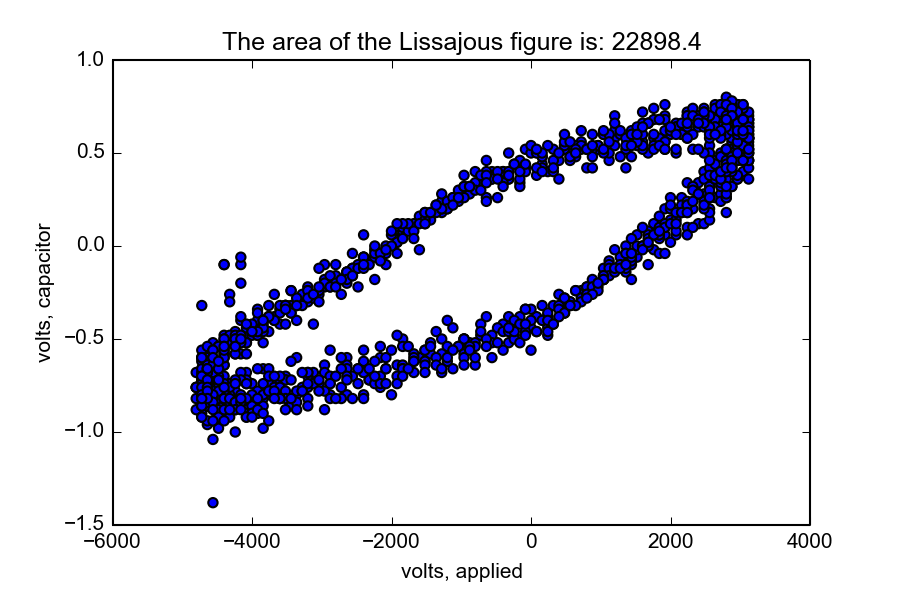 The area of the Lissajous figure is: 22898.4
1.0
0.5
0.0
−0.5
−1.0
−1.5
volts, capacitor
−6000 −4000 −2000 0 2000 4000
volts, applied